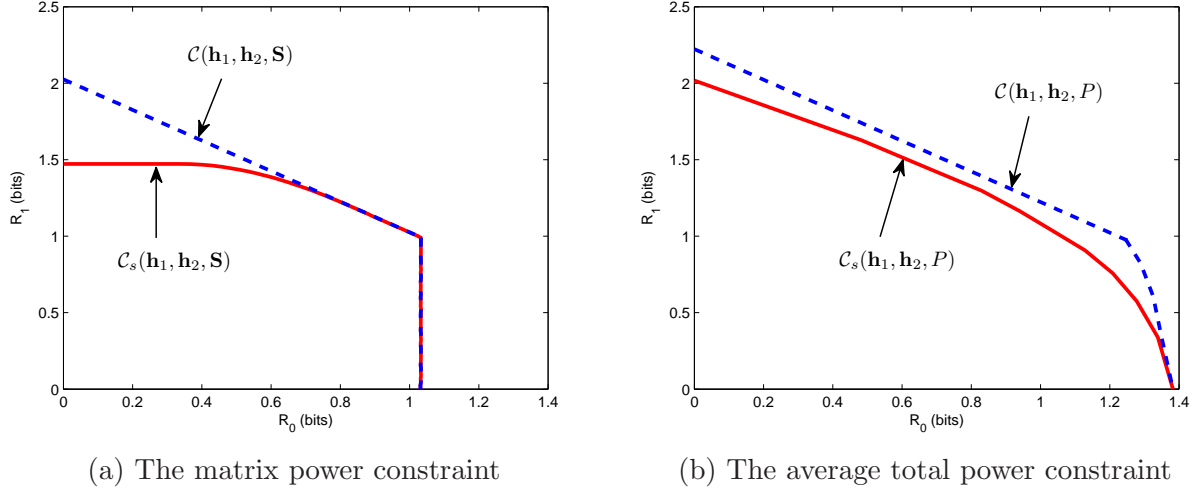 2.5
2
1.5
1
0.5
0
R₁ (bits)
C(h₁, h₂, S)
Cₛ(h₁, h₂, S)
0 0.2 0.4 0.6 0.8 1 1.2 1.4
R₀ (bits)
(a) The matrix power constraint
2.5
2
1.5
1
0.5
0
R₁ (bits)
C(h₁, h₂, P)
Cₛ(h₁, h₂, P)
0 0.2 0.4 0.6 0.8 1 1.2 1.4
R₀ (bits)
(b) The average total power constraint